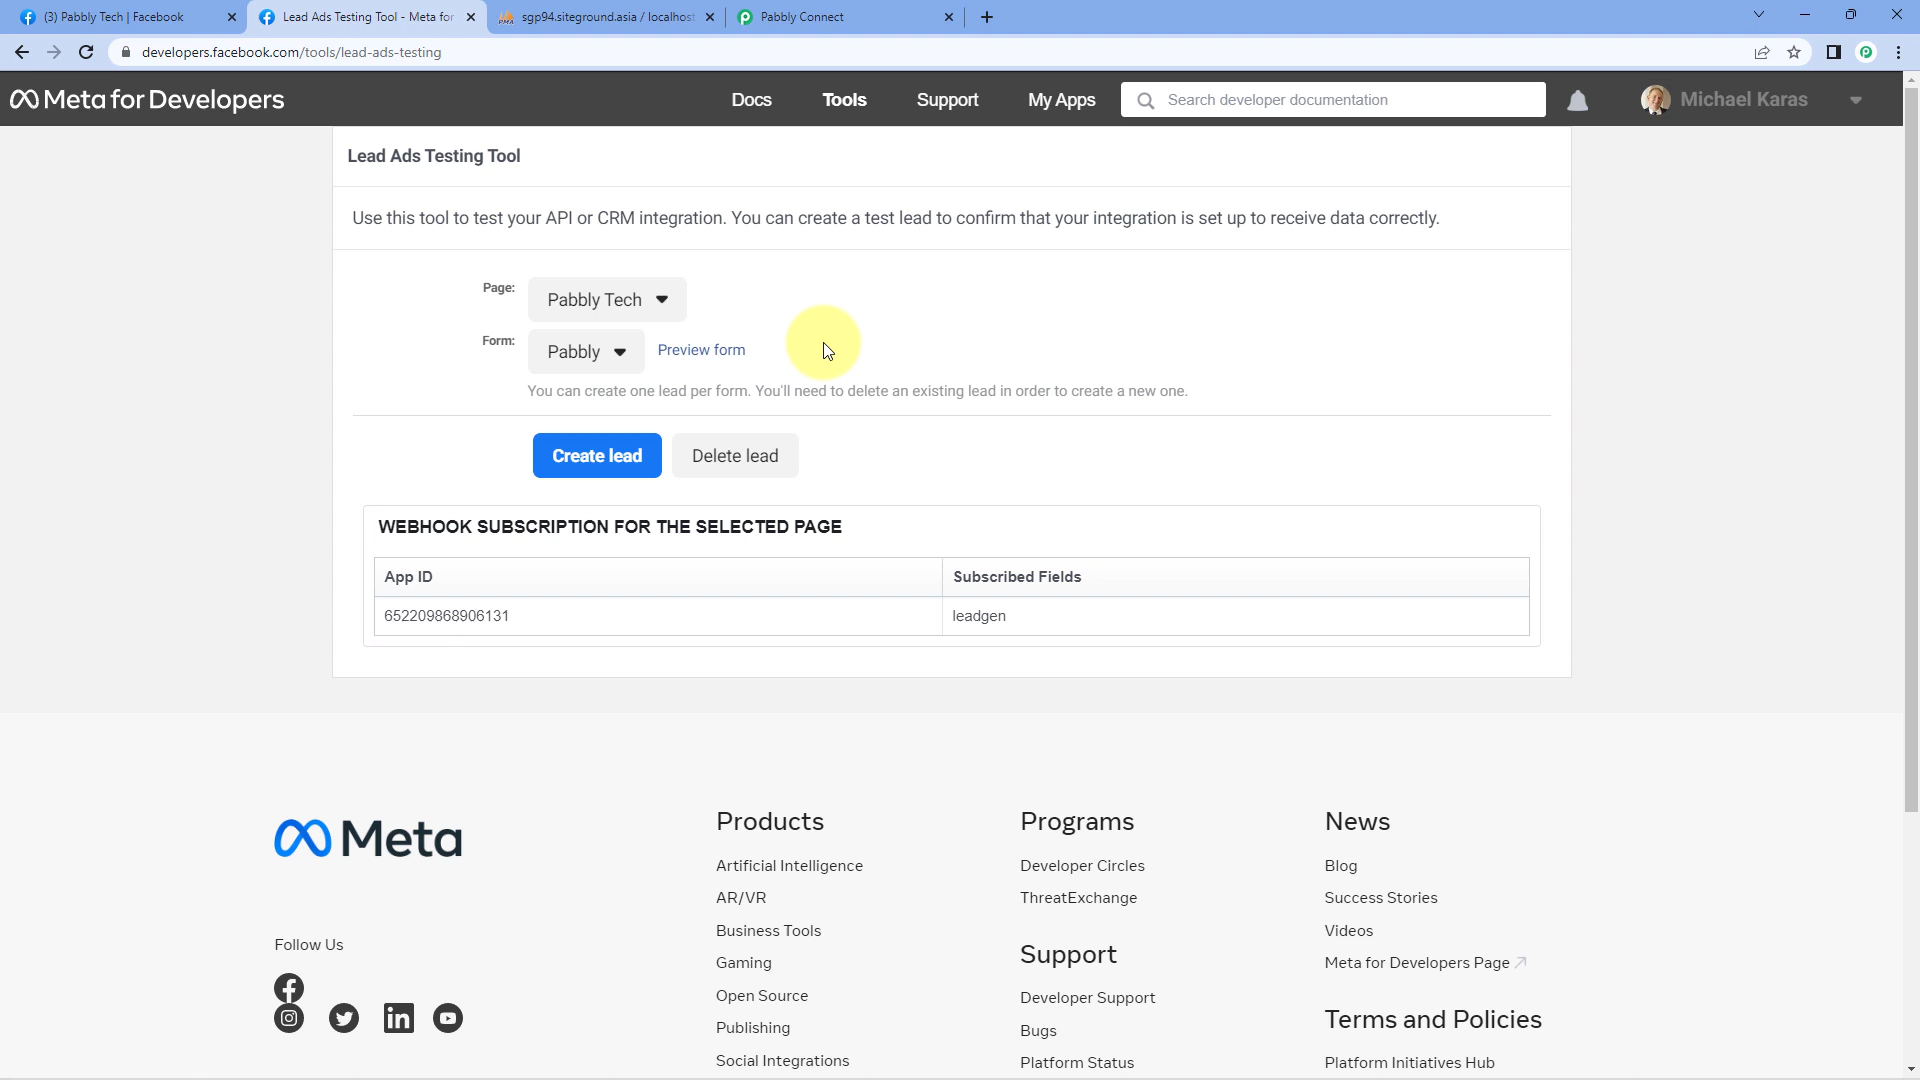 (3) Pabbly Tech | Facebook
Lead Ads Testing Tool - Meta for
sgp94.siteground.asia / localhost
Pabbly Connect
developers.facebook.com/tools/lead-ads-testing
Meta for Developers
Docs
Tools
Support
My Apps
Search developer documentation
Michael Karas
Lead Ads Testing Tool
Use this tool to test your API or CRM integration. You can create a test lead to confirm that your integration is set up to receive data correctly.
Page:
Pabbly Tech
Form:
Pabbly
Preview form
You can create one lead per form. You'll need to delete an existing lead in order to create a new one.
Create lead
Delete lead
WEBHOOK SUBSCRIPTION FOR THE SELECTED PAGE
App ID
Subscribed Fields
652209868906131
leadgen
Meta
Follow Us
Products
Artificial Intelligence
AR/VR
Business Tools
Gaming
Open Source
Publishing
Social Integrations
Programs
Developer Circles
ThreatExchange
Support
Developer Support
Bugs
Platform Status
News
Blog
Success Stories
Videos
Meta for Developers Page
Terms and Policies
Platform Initiatives Hub